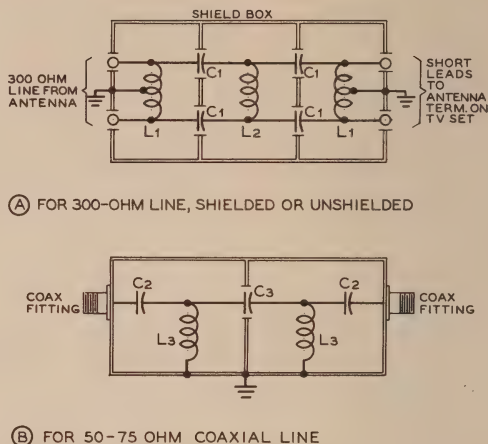 SHIELD BOX
300 OHM
LINE FROM
ANTENNA
C1
C1
C1
C1
L1
L2
L1
SHORT
LEADS
TO
ANTENNA
TERM. ON
TV SET
A FOR 300-OHM LINE, SHIELDED OR UNSHIELDED
COAX
FITTING
C2
C3
C2
L3
L3
COAX
FITTING
B FOR 50-75 OHM COAXIAL LINE